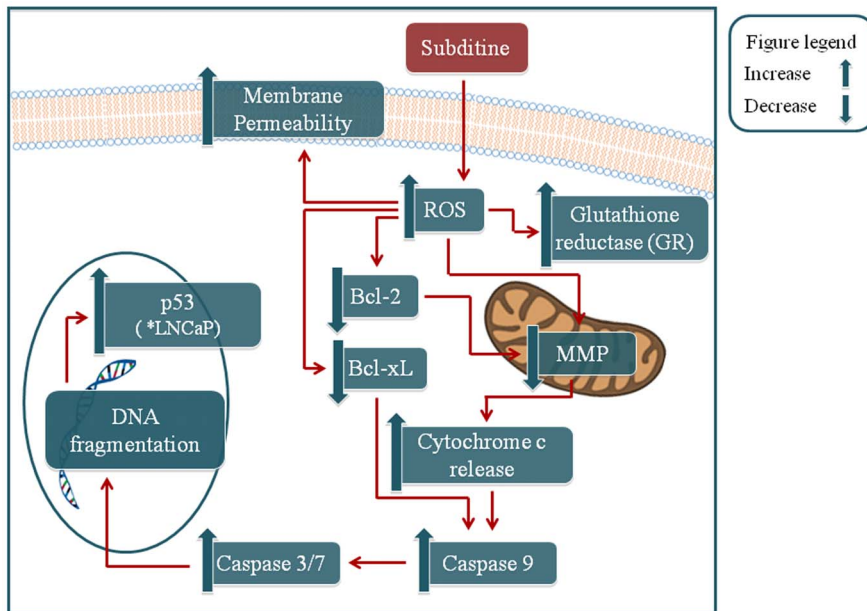 Subditine
Figure legend
Increase
Decrease
Membrane
Permeability
ROS
Glutathione
reductase (GR)
p53
( *LNCaP)
Bcl-2
MMP
Bcl-xL
DNA
fragmentation
Cytochrome c
release
Caspase 3/7
Caspase 9